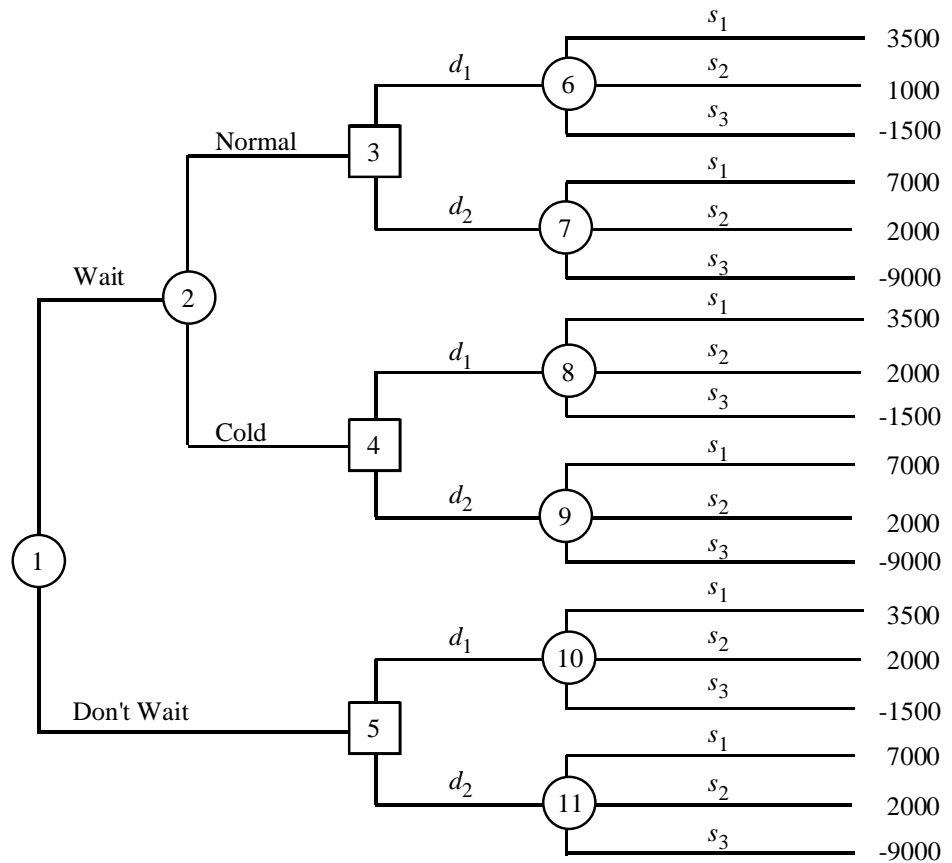 s1 3500
d1 6 s2 1000
s3 -1500
Normal 3
s1 7000
d2 7 s2 2000
s3 -9000
Wait 2
s1 3500
d1 8 s2 2000
s3 -1500
Cold 4
s1 7000
d2 9 s2 2000
s3 -9000
1
s1 3500
d1 10 s2 2000
s3 -1500
Don't Wait 5
s1 7000
d2 11 s2 2000
s3 -9000